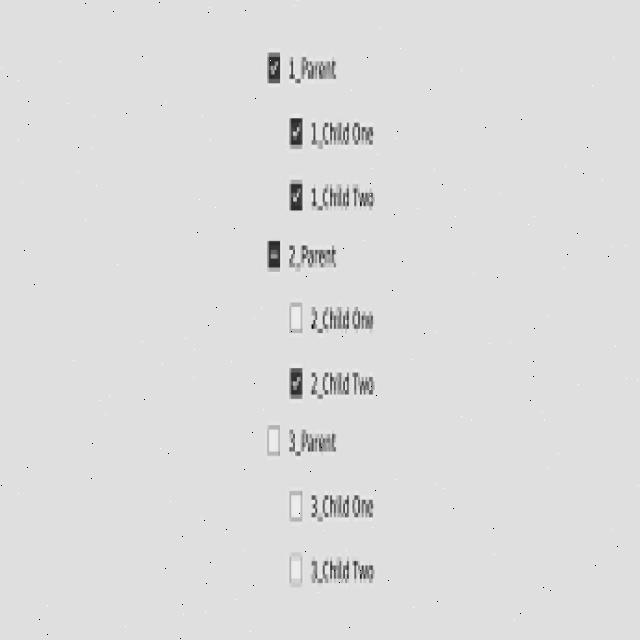 1_Parent
1_Child One
1_Child Two
2_Parent
2_Child One
2_Child Two
3_Parent
3_Child One
3_Child Two